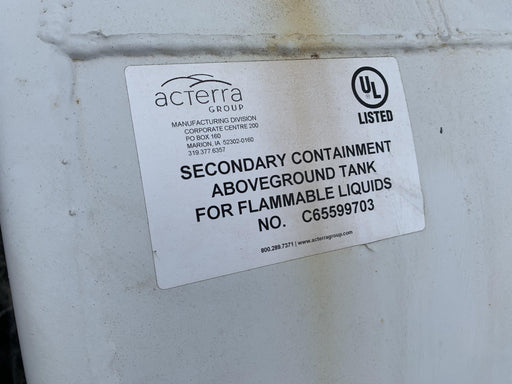 acterra
GROUP
MANUFACTURING DIVISION
CORPORATE CENTRE 200
PO BOX 160
MARION, IA 52302-0160
319.377.6357
UL
LISTED
SECONDARY CONTAINMENT
ABOVEGROUND TANK
FOR FLAMMABLE LIQUIDS
NO. C65599703
800.289.7371 | www.acterragroup.com